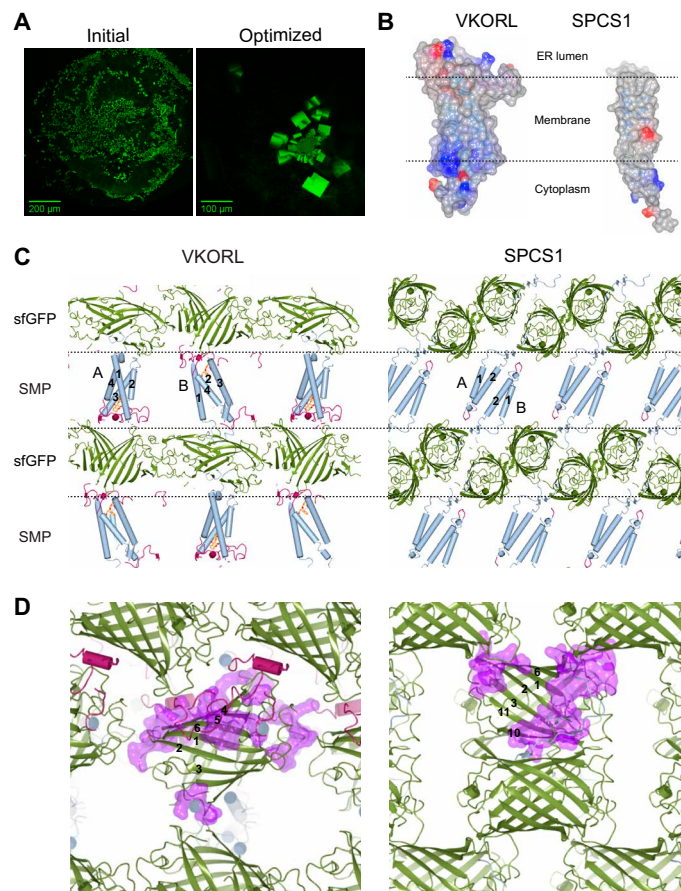 A
Initial
Optimized
200 µm
100 µm
B
VKORL
SPCS1
ER lumen
Membrane
Cytoplasm
C
VKORL
SPCS1
sfGFP
SMP
sfGFP
SMP
A
1
4
2
3
B
2
3
4
1
A
1
2
2
1
B
D
4
5
6
1
2
3
6
2
1
3
11
10